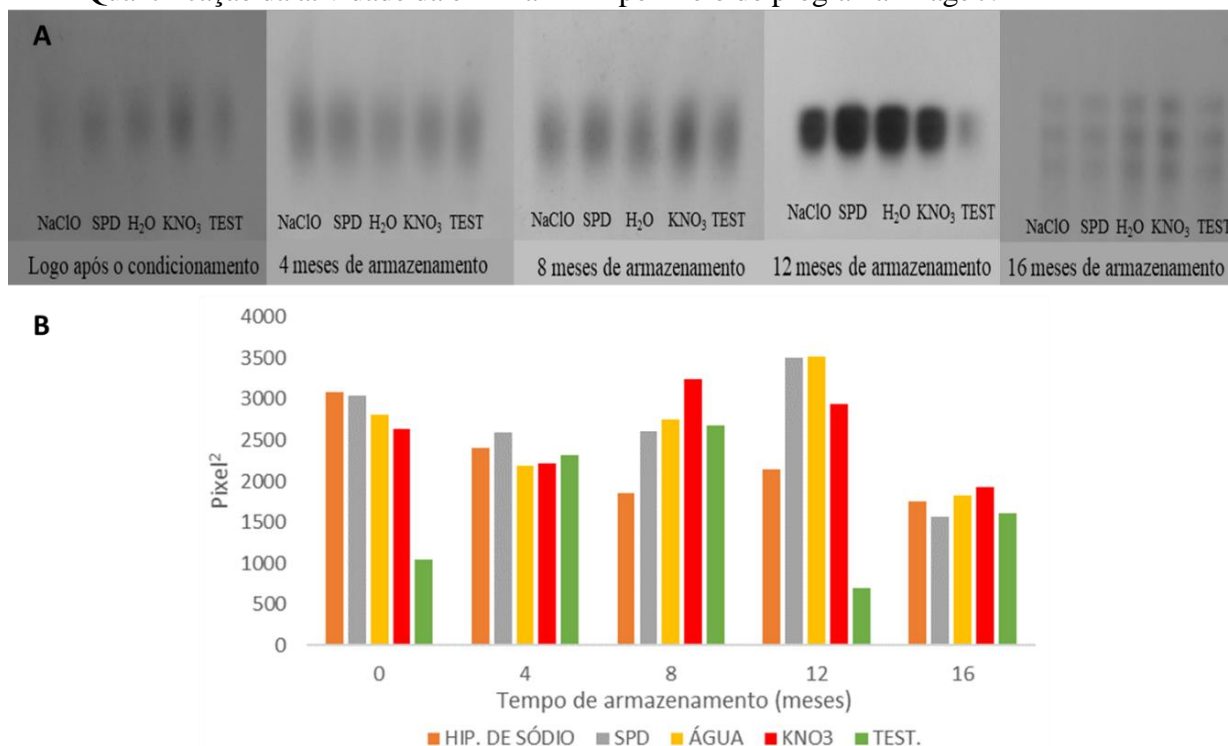 A
NaClO SPD H₂O KNO₃ TEST
Logo após o condicionamento
NaClO SPD H₂O KNO₃ TEST
4 meses de armazenamento
NaClO SPD H₂O KNO₃ TEST
8 meses de armazenamento
NaClO SPD H₂O KNO₃ TEST
12 meses de armazenamento
NaClO SPD H₂O KNO₃ TEST
16 meses de armazenamento
B
4000
3500
3000
2500
2000
1500
1000
500
0
Pixel²
0 4 8 12 16
Tempo de armazenamento (meses)
HIP. DE SÓDIO SPD ÁGUA KNO3 TEST.